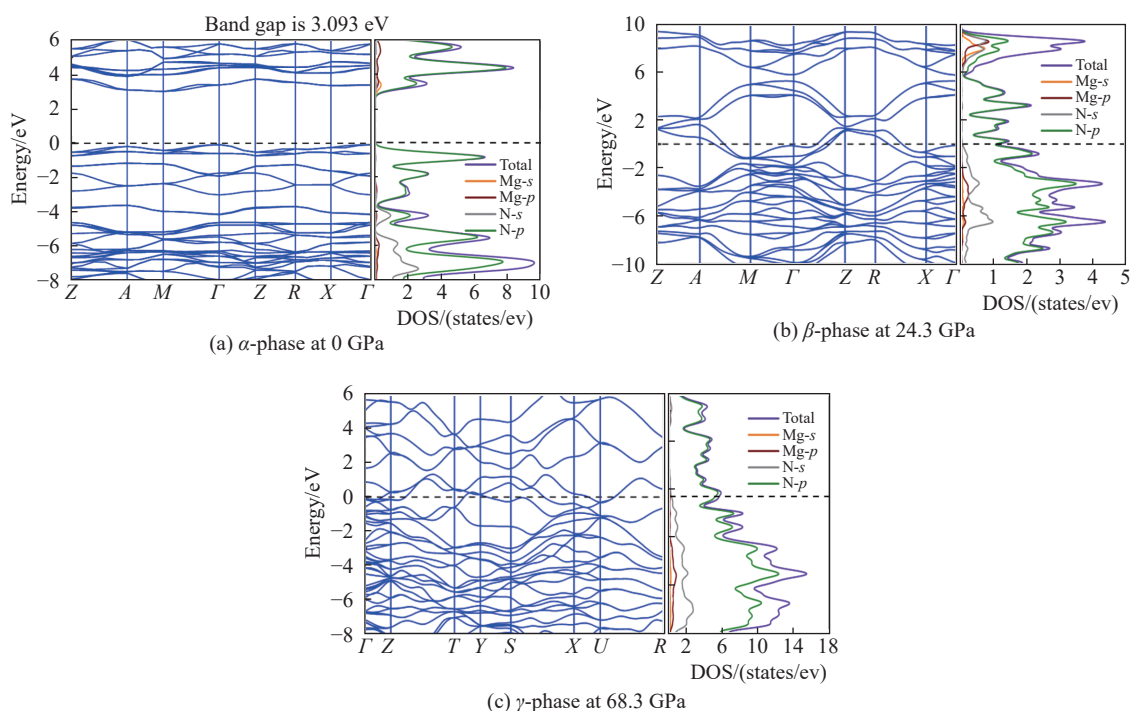 Band gap is 3.093 eV
6
4
2
0
−2
−4
−6
−8
Energy/eV
Z A M Γ Z R X Γ
2 4 6 8 10
DOS/(states/ev)
Total
Mg-s
Mg-p
N-s
N-p
(a) α-phase at 0 GPa
10
6
2
−2
−6
−10
Energy/eV
Z A M Γ Z R X Γ
1 2 3 4 5
DOS/(states/ev)
Total
Mg-s
Mg-p
N-s
N-p
(b) β-phase at 24.3 GPa
6
4
2
0
−2
−4
−6
−8
Energy/eV
Γ Z T Y S X U R
2 6 10 14 18
DOS/(states/ev)
Total
Mg-s
Mg-p
N-s
N-p
(c) γ-phase at 68.3 GPa